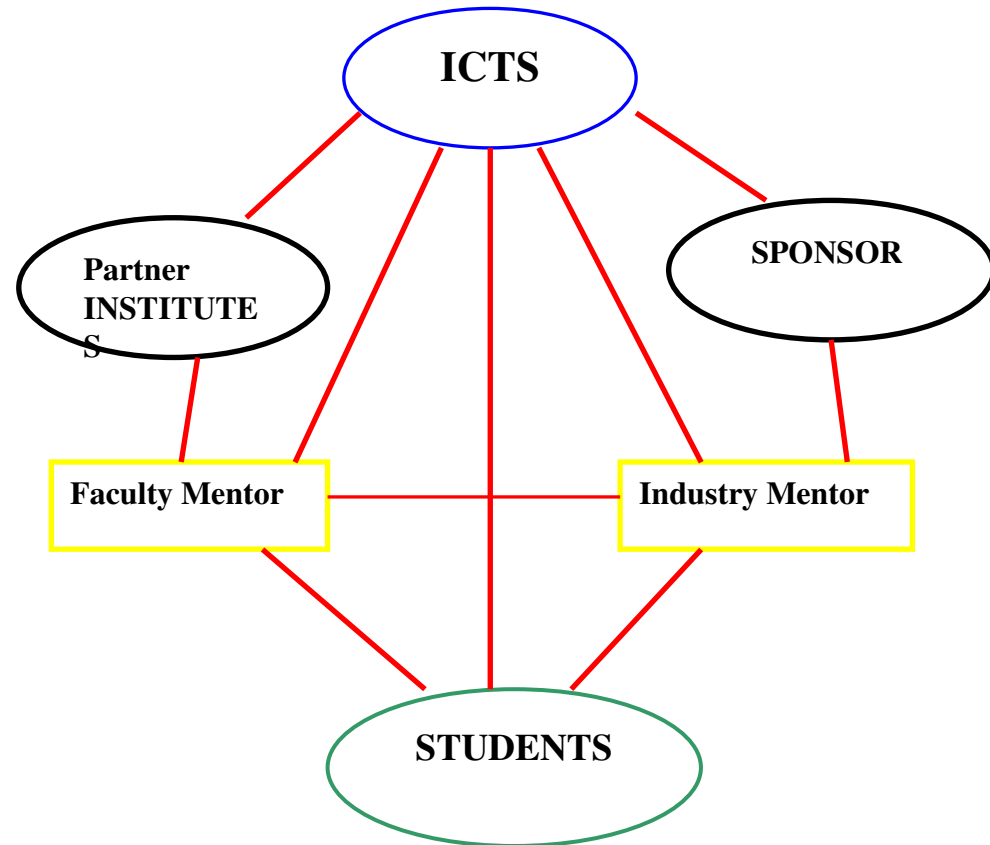 ICTS
SPONSOR
Partner
INSTITUTE
S
Faculty Mentor
Industry Mentor
STUDENTS